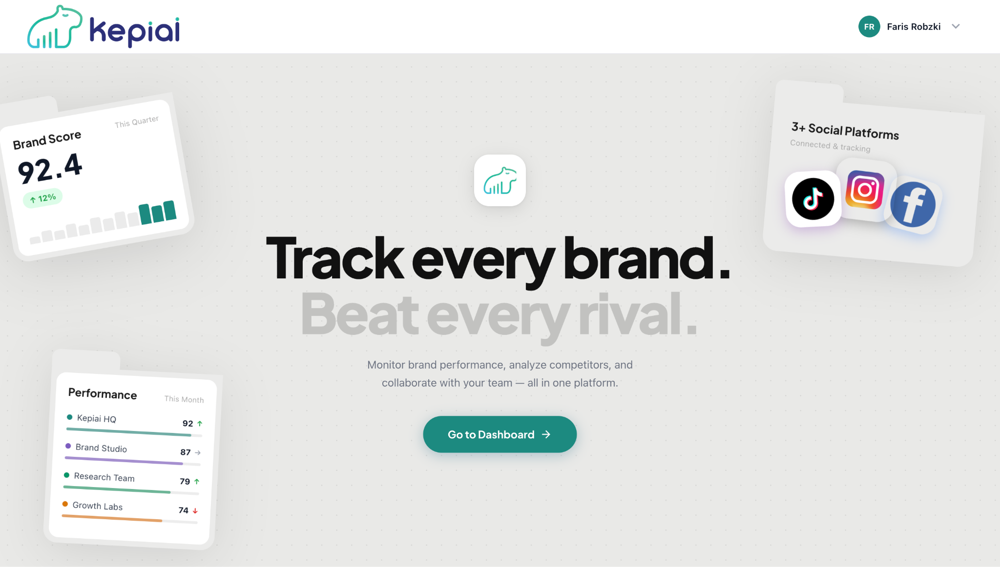 kepiai
FR Faris Robzki
Brand Score
This Quarter
92.4
↑ 12%
3+ Social Platforms
Connected & tracking
Track every brand.
Beat every rival.
Monitor brand performance, analyze competitors, and
collaborate with your team — all in one platform.
Go to Dashboard →
Performance
This Month
Kepiai HQ 92 ↑
Brand Studio 87 →
Research Team 79 ↑
Growth Labs 74 ↓